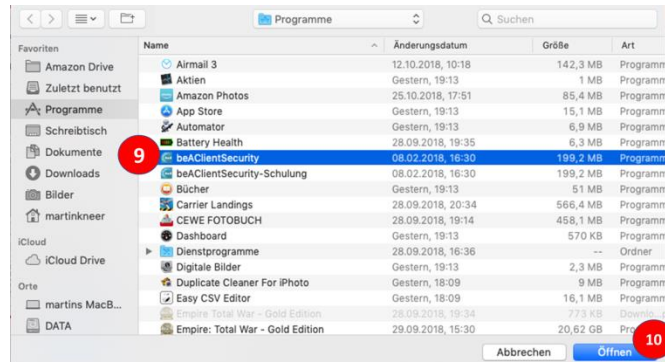 Programme
Suchen
Favoriten
Amazon Drive
Zuletzt benutzt
Programme
Schreibtisch
Dokumente
Downloads
Bilder
martinkneer
iCloud
iCloud Drive
Orte
martins MacB...
DATA
Name Änderungsdatum Größe Art
Airmail 3 12.10.2018, 10:18 142,3 MB Programm
Aktien Gestern, 19:13 1 MB Programm
Amazon Photos 25.10.2018, 17:51 85,4 MB Programm
App Store Gestern, 19:13 15,1 MB Programm
Automator Gestern, 19:13 6,9 MB Programm
Battery Health 28.09.2018, 19:35 6,3 MB Programm
9 beAClientSecurity 08.02.2018, 16:30 199,2 MB Programm
beAClientSecurity-Schulung 08.02.2018, 16:30 199,2 MB Programm
Bücher Gestern, 19:13 51 MB Programm
Carrier Landings 28.09.2018, 20:34 566,4 MB Programm
CEWE FOTOBUCH 28.09.2018, 19:14 458,1 MB Programm
Dashboard Gestern, 19:13 570 KB Programm
Dienstprogramme 28.09.2018, 16:36 -- Ordner
Digitale Bilder Gestern, 19:13 2,3 MB Programm
Duplicate Cleaner For iPhoto Gestern, 18:09 9 MB Programm
Easy CSV Editor Gestern, 18:09 16,1 MB Programm
Empire Total War - Gold Edition 28.09.2018, 19:34 773 KB
Empire: Total War - Gold Edition 29.09.2018, 15:30 20,62 GB
10
Abbrechen Öffnen